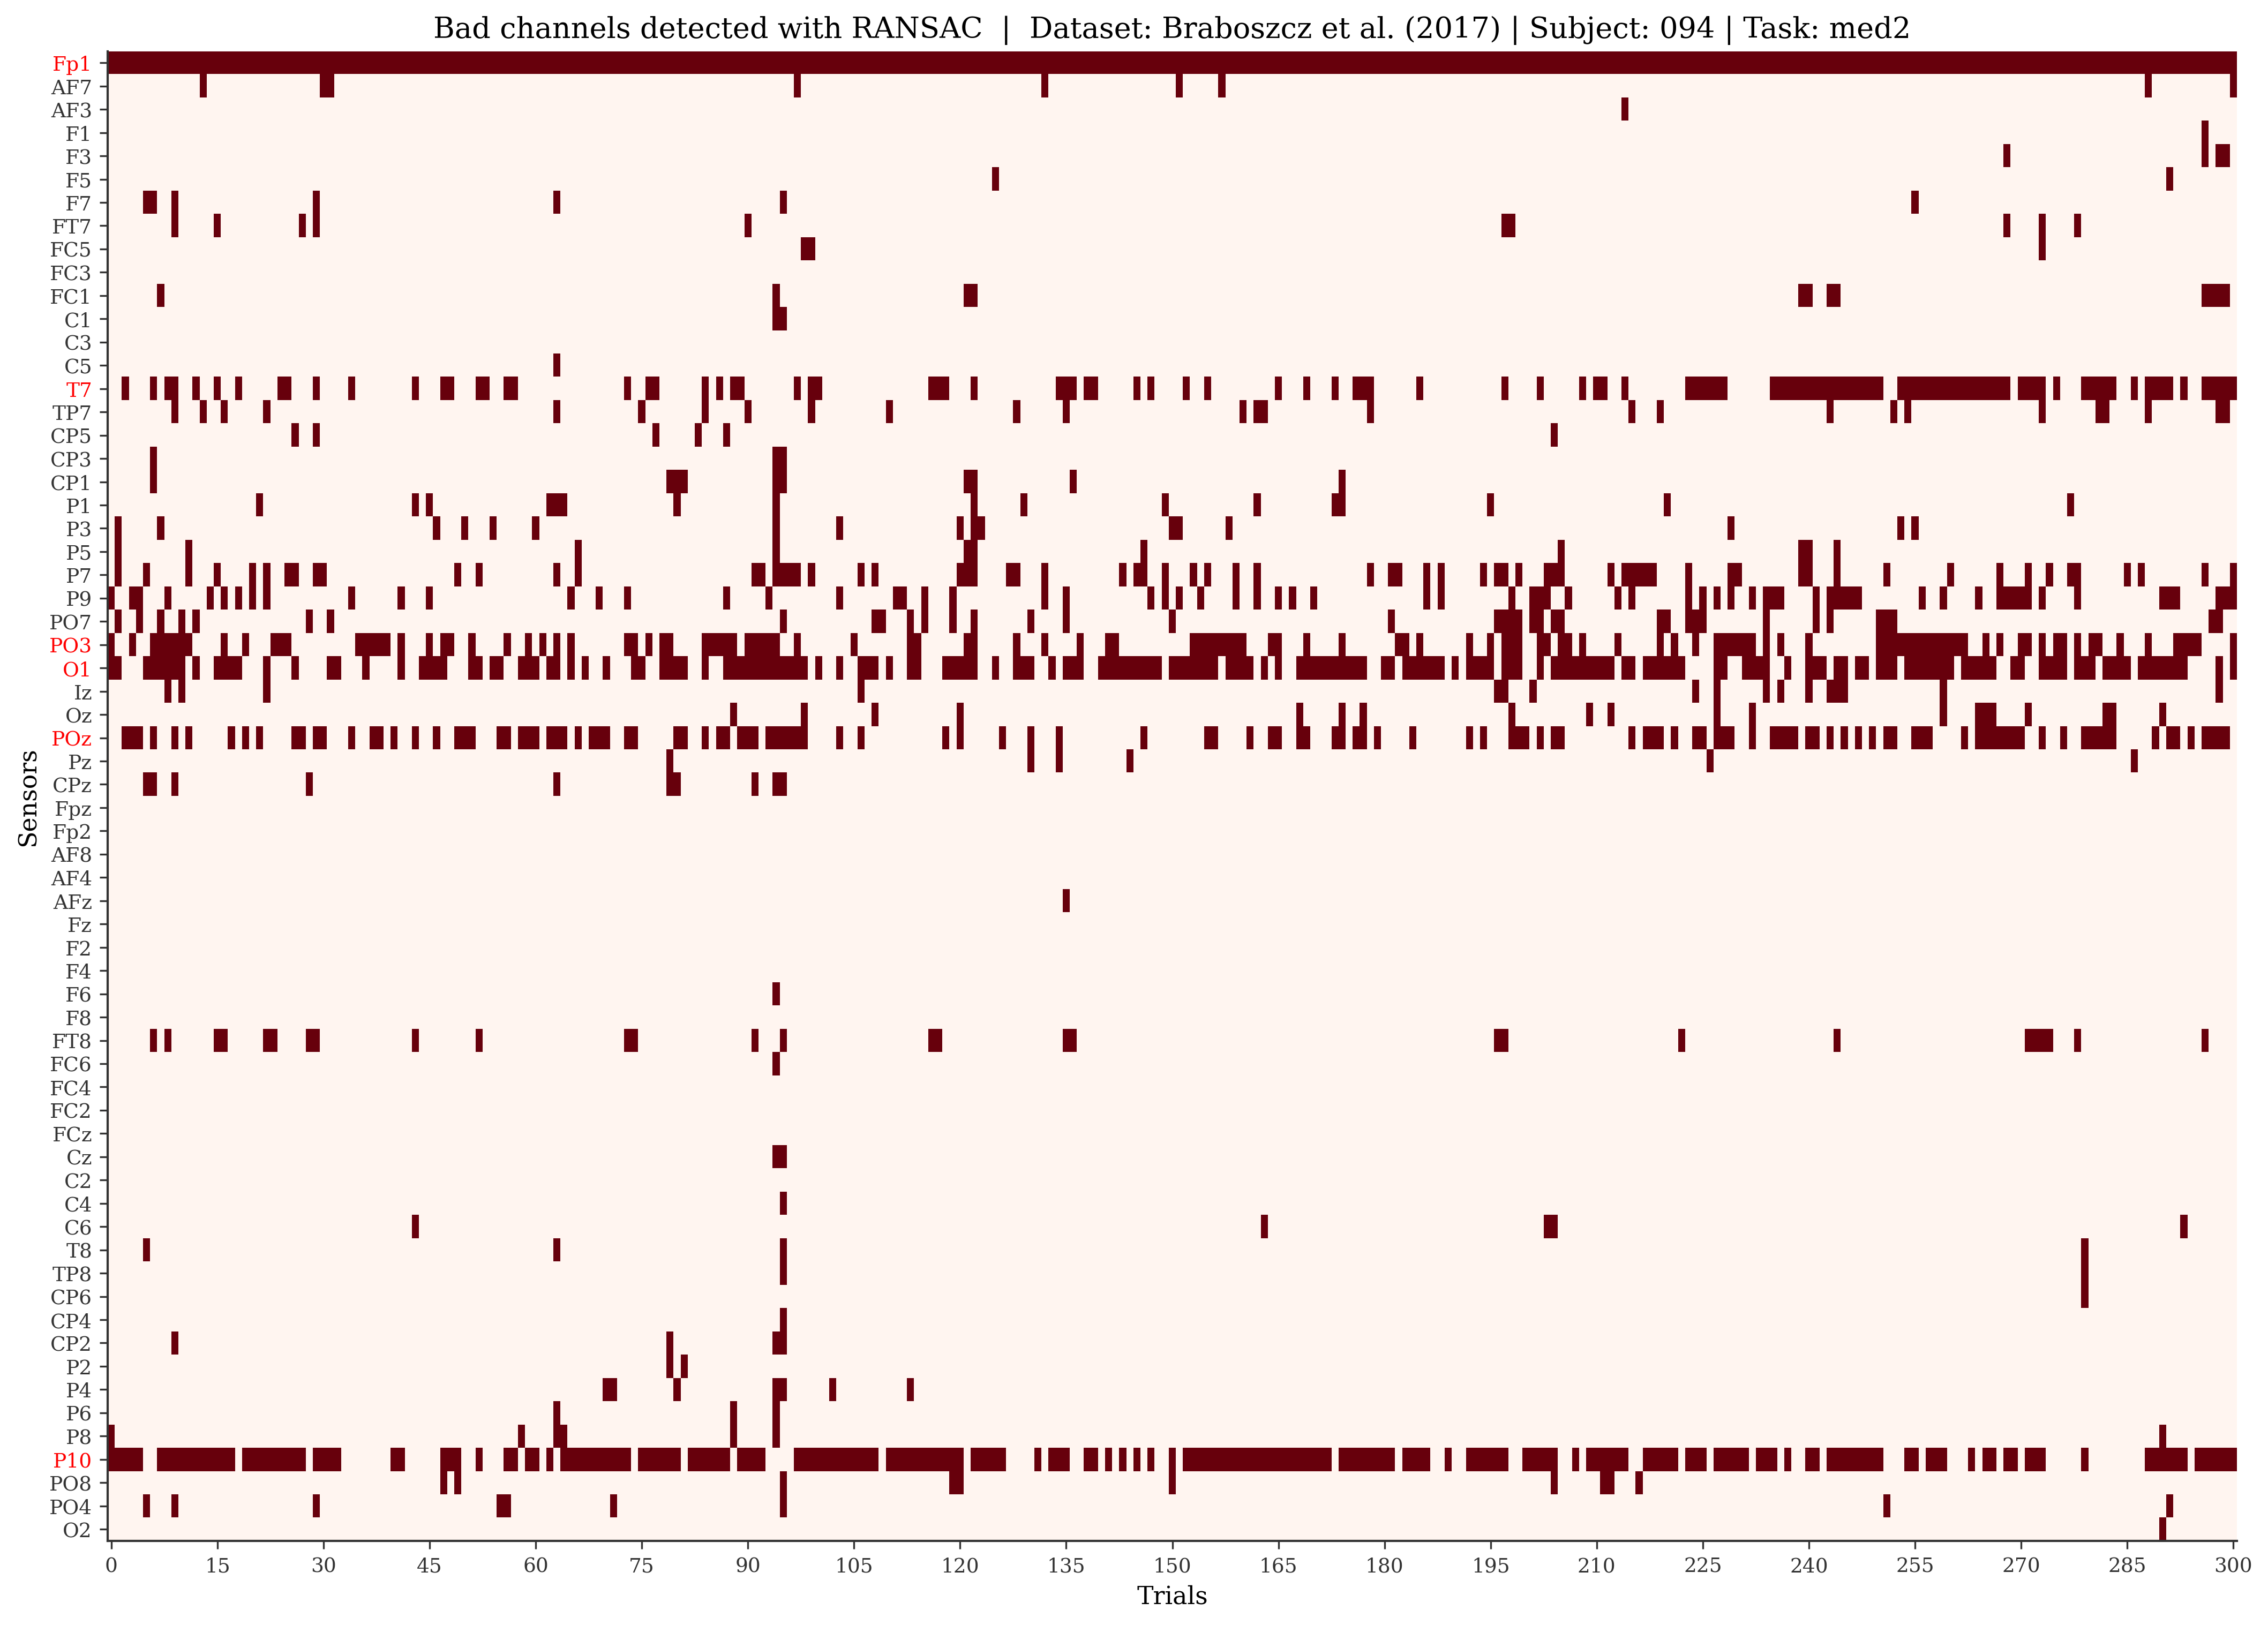 Bad channels detected with RANSAC | Dataset: Braboszcz et al. (2017) | Subject: 094 | Task: med2
Sensors
Fp1
AF7
AF3
F1
F3
F5
F7
FT7
FC5
FC3
FC1
C1
C3
C5
T7
TP7
CP5
CP3
CP1
P1
P3
P5
P7
P9
PO7
PO3
O1
Iz
Oz
POz
Pz
CPz
Fpz
Fp2
AF8
AF4
AFz
Fz
F2
F4
F6
F8
FT8
FC6
FC4
FC2
FCz
Cz
C2
C4
C6
T8
TP8
CP6
CP4
CP2
P2
P4
P6
P8
P10
PO8
PO4
O2
0 15 30 45 60 75 90 105 120 135 150 165 180 195 210 225 240 255 270 285 300
Trials